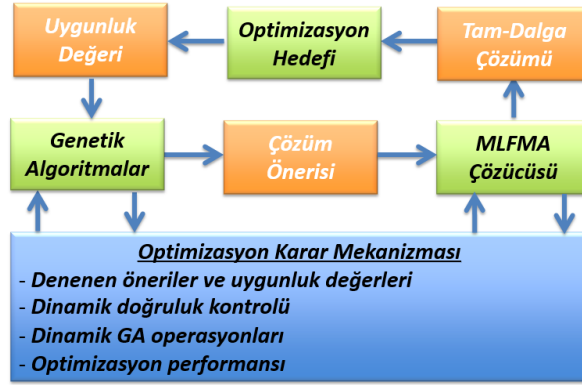 Uygunluk
Değeri
Optimizasyon
Hedefi
Tam-Dalga
Çözümü
Genetik
Algoritmalar
Çözüm
Önerisi
MLFMA
Çözücüsü
Optimizasyon Karar Mekanizması
- Denenen öneriler ve uygunluk değerleri
- Dinamik doğruluk kontrolü
- Dinamik GA operasyonları
- Optimizasyon performansı